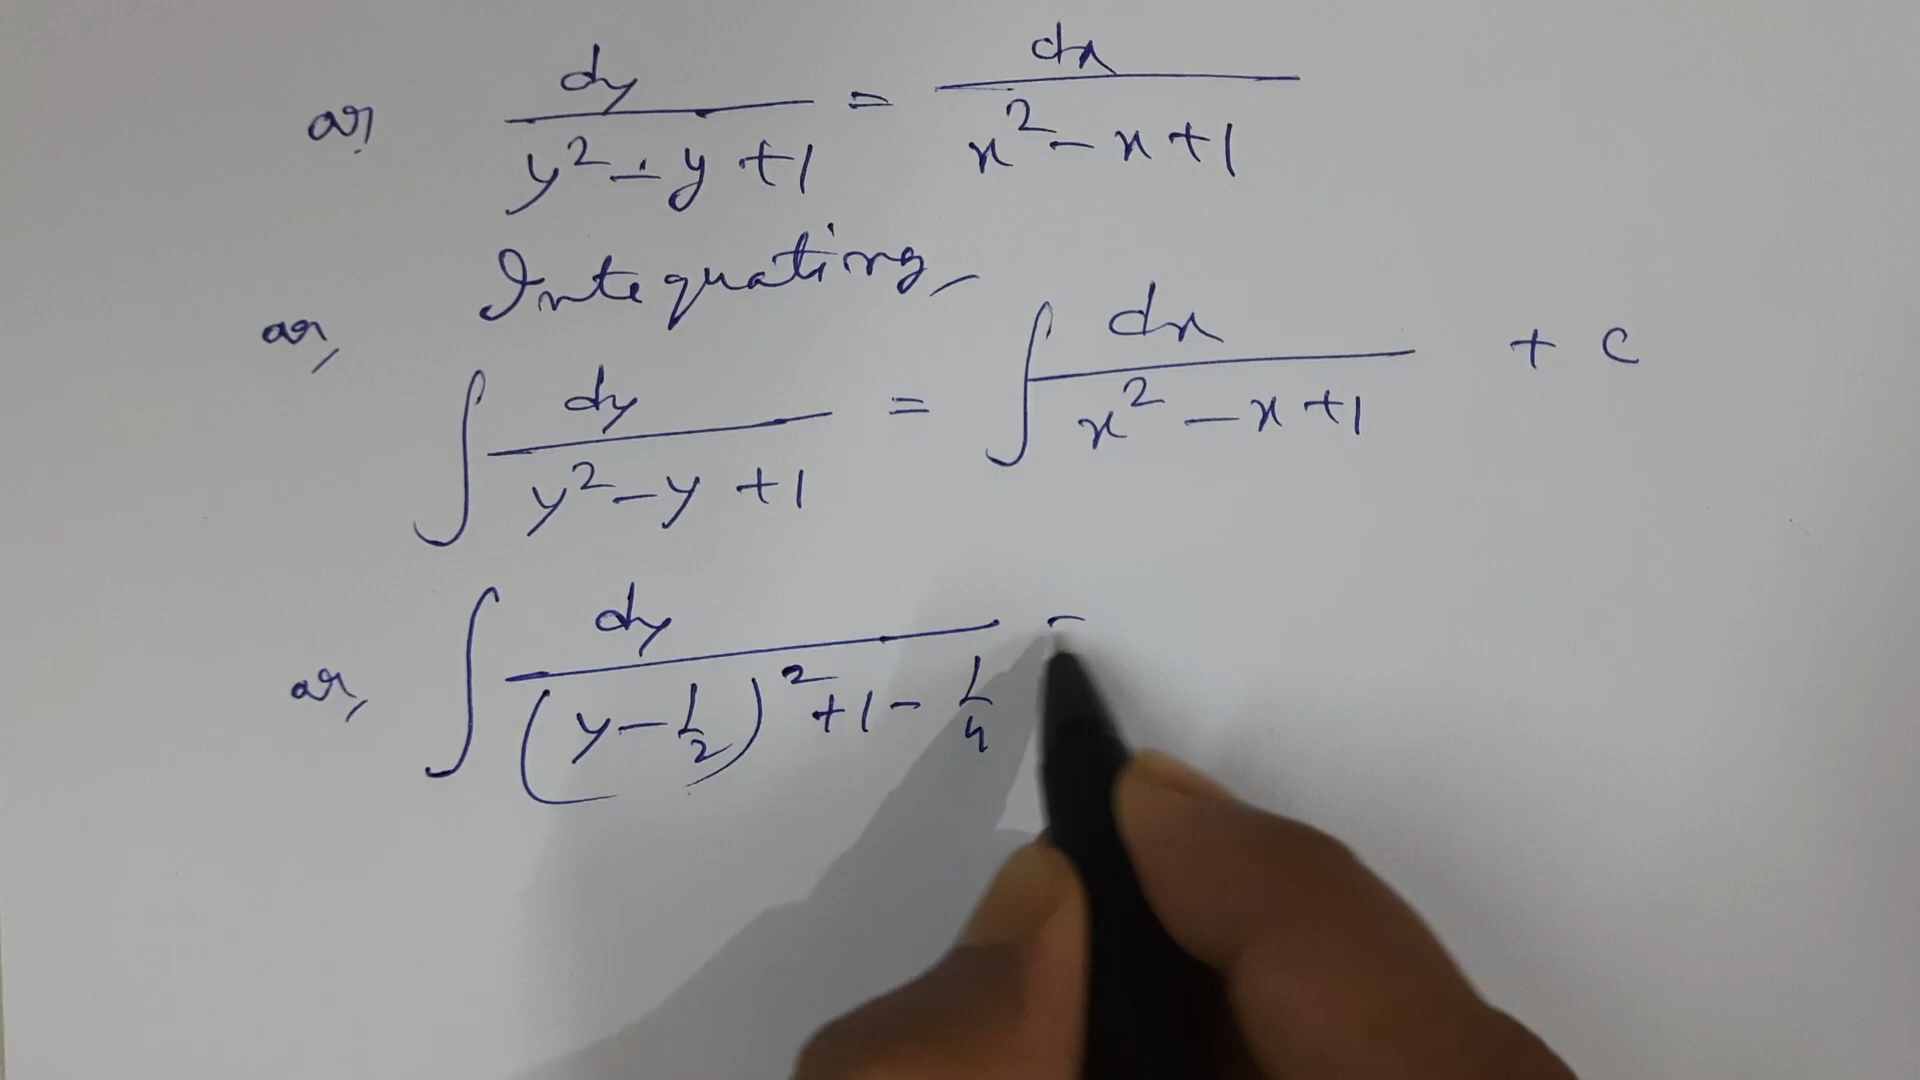 or, dy/(y² - y + 1) = dx/(x² - x + 1)
Integrating,
or, ∫ dy/(y² - y + 1) = ∫ dx/(x² - x + 1) + c
or, ∫ dy/((y - 1/2)² + 1 - 1/4) =